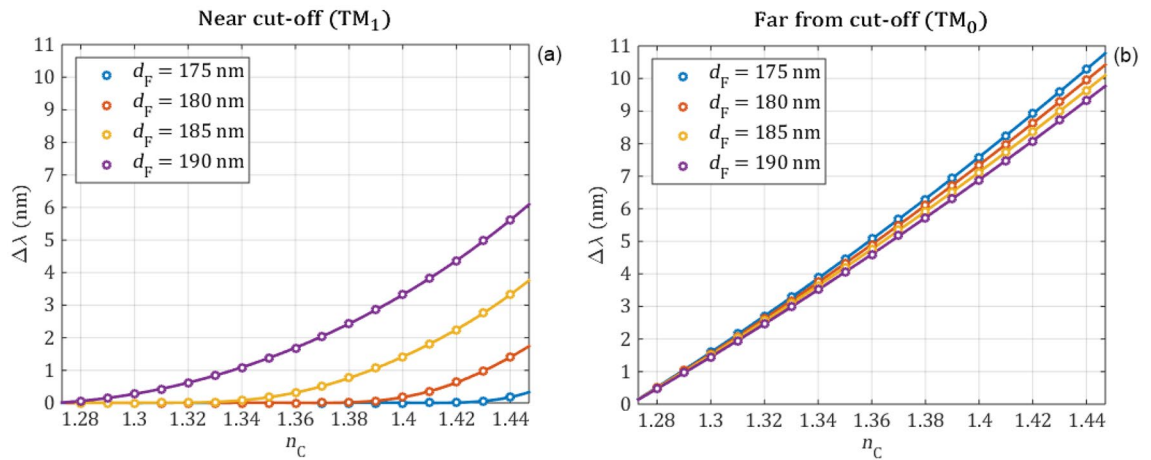 Near cut-off (TM₁)
(a)
Δλ (nm)
11
10
9
8
7
6
5
4
3
2
1
0
d_F = 175 nm
d_F = 180 nm
d_F = 185 nm
d_F = 190 nm
1.28 1.3 1.32 1.34 1.36 1.38 1.4 1.42 1.44
n_C
Far from cut-off (TM₀)
(b)
Δλ (nm)
11
10
9
8
7
6
5
4
3
2
1
0
d_F = 175 nm
d_F = 180 nm
d_F = 185 nm
d_F = 190 nm
1.28 1.3 1.32 1.34 1.36 1.38 1.4 1.42 1.44
n_C